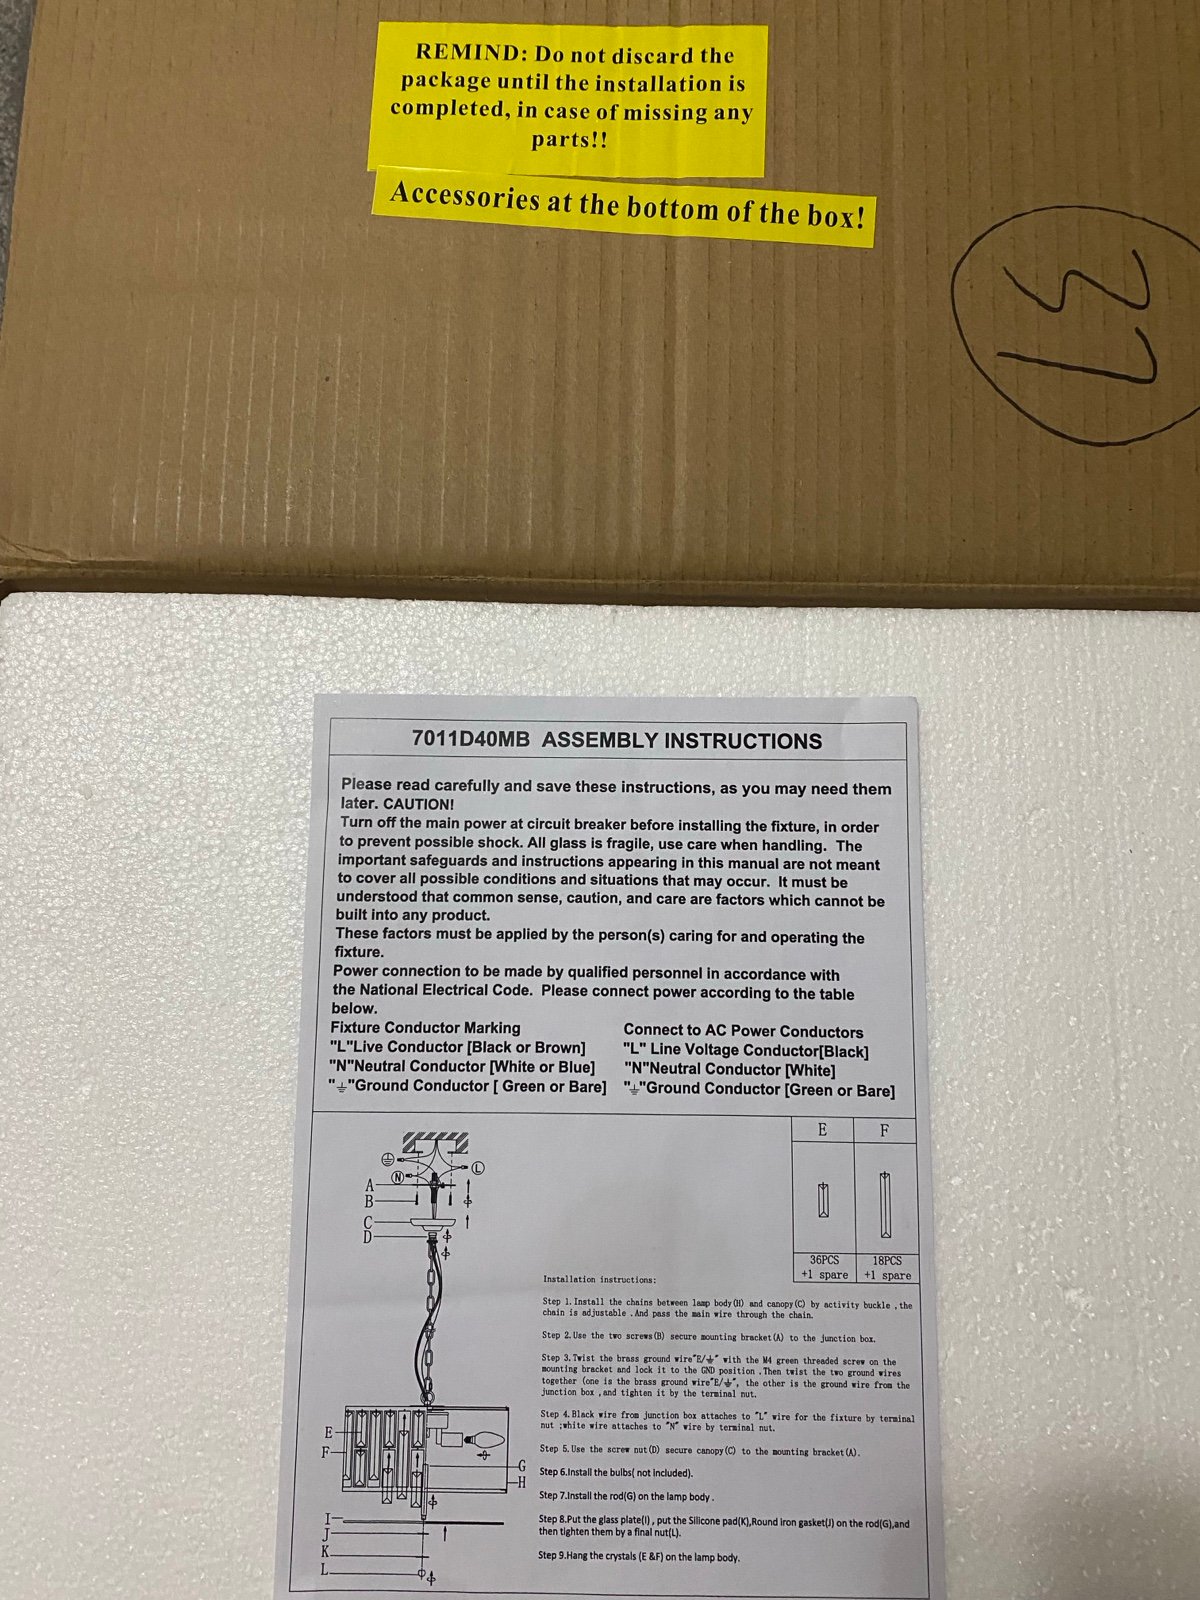 REMIND: Do not discard the
package until the installation is
completed, in case of missing any
parts!!
Accessories at the bottom of the box!
37
7011D40MB ASSEMBLY INSTRUCTIONS
Please read carefully and save these instructions, as you may need them
later. CAUTION!
Turn off the main power at circuit breaker before installing the fixture, in order
to prevent possible shock. All glass is fragile, use care when handling. The
important safeguards and instructions appearing in this manual are not meant
to cover all possible conditions and situations that may occur. It must be
understood that common sense, caution, and care are factors which cannot be
built into any product.
These factors must be applied by the person(s) caring for and operating the
fixture.
Power connection to be made by qualified personnel in accordance with
the National Electrical Code. Please connect power according to the table
below.
Fixture Conductor Marking
"L"Live Conductor [Black or Brown]
"N"Neutral Conductor [White or Blue]
"⏚"Ground Conductor [ Green or Bare]
Connect to AC Power Conductors
"L" Line Voltage Conductor[Black]
"N"Neutral Conductor [White]
"⏚"Ground Conductor [Green or Bare]
E F
36PCS 18PCS
+1 spare +1 spare
N
L
A
B
C
D
E
F
G
H
I
J
K
L
Installation instructions:
Step 1.Install the chains between lamp body(H) and canopy(C) by activity buckle ,the
chain is adjustable .And pass the main wire through the chain.
Step 2.Use the two screws(B) secure mounting bracket(A) to the junction box.
Step 3.Twist the brass ground wire"E/⏚" with the M4 green threaded screw on the
mounting bracket and lock it to the GND position .Then twist the two ground wires
together (one is the brass ground wire"E/⏚", the other is the ground wire from the
junction box ,and tighten it by the terminal nut.
Step 4.Black wire from junction box attaches to "L" wire for the fixture by terminal
nut ;white wire attaches to "N" wire by terminal nut.
Step 5.Use the screw nut(D) secure canopy(C) to the mounting bracket(A).
Step 6.Install the bulbs( not included).
Step 7.Install the rod(G) on the lamp body .
Step 8.Put the glass plate(I) , put the Silicone pad(K),Round iron gasket(J) on the rod(G),and
then tighten them by a final nut(L).
Step 9.Hang the crystals (E &F) on the lamp body.